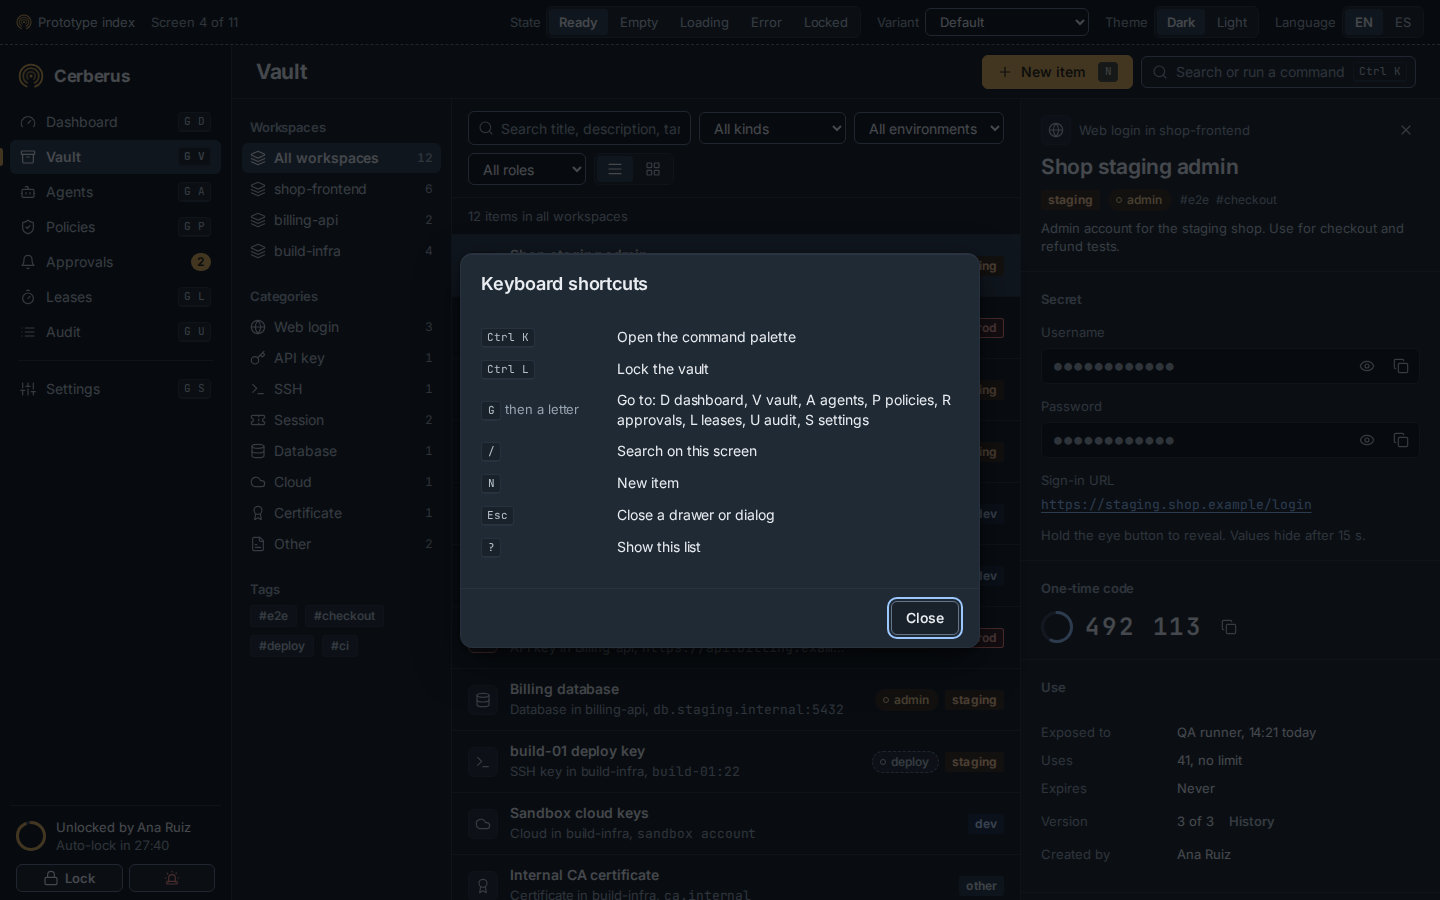 Prototype index
Screen 4 of 11
State
Ready
Empty
Loading
Error
Locked
Variant
Default
Theme
Dark
Light
Language
EN
ES
Cerberus
Vault
New item
N
Search or run a command
Ctrl K
Dashboard
G D
Vault
G V
Agents
G A
Policies
G P
Approvals
2
Leases
G L
Audit
G U
Settings
G S
Unlocked by Ana Ruiz
Auto-lock in 27:40
Lock
Workspaces
All workspaces
12
shop-frontend
6
billing-api
2
build-infra
4
Categories
Web login
3
API key
1
SSH
1
Session
2
Database
1
Cloud
1
Certificate
1
Other
2
Tags
#e2e
#checkout
#deploy
#ci
Search title, description, tar
All kinds
All environments
All roles
12 items in all workspaces
Keyboard shortcuts
Ctrl K
Open the command palette
Ctrl L
Lock the vault
G then a letter
Go to: D dashboard, V vault, A agents, P policies, R
approvals, L leases, U audit, S settings
/
Search on this screen
N
New item
Esc
Close a drawer or dialog
?
Show this list
Close
Billing database
admin
staging
Database in billing-api, db.staging.internal:5432
build-01 deploy key
deploy
staging
SSH key in build-infra, build-01:22
Sandbox cloud keys
dev
Cloud in build-infra, sandbox account
Internal CA certificate
other
Certificate in build-infra, ca.internal
Web login in shop-frontend
Shop staging admin
staging
admin
#e2e #checkout
Admin account for the staging shop. Use for checkout and
refund tests.
Secret
Username
Password
Sign-in URL
https://staging.shop.example/login
Hold the eye button to reveal. Values hide after 15 s.
One-time code
492 113
Use
Exposed to
QA runner, 14:21 today
Uses
41, no limit
Expires
Never
Version
3 of 3
History
Created by
Ana Ruiz